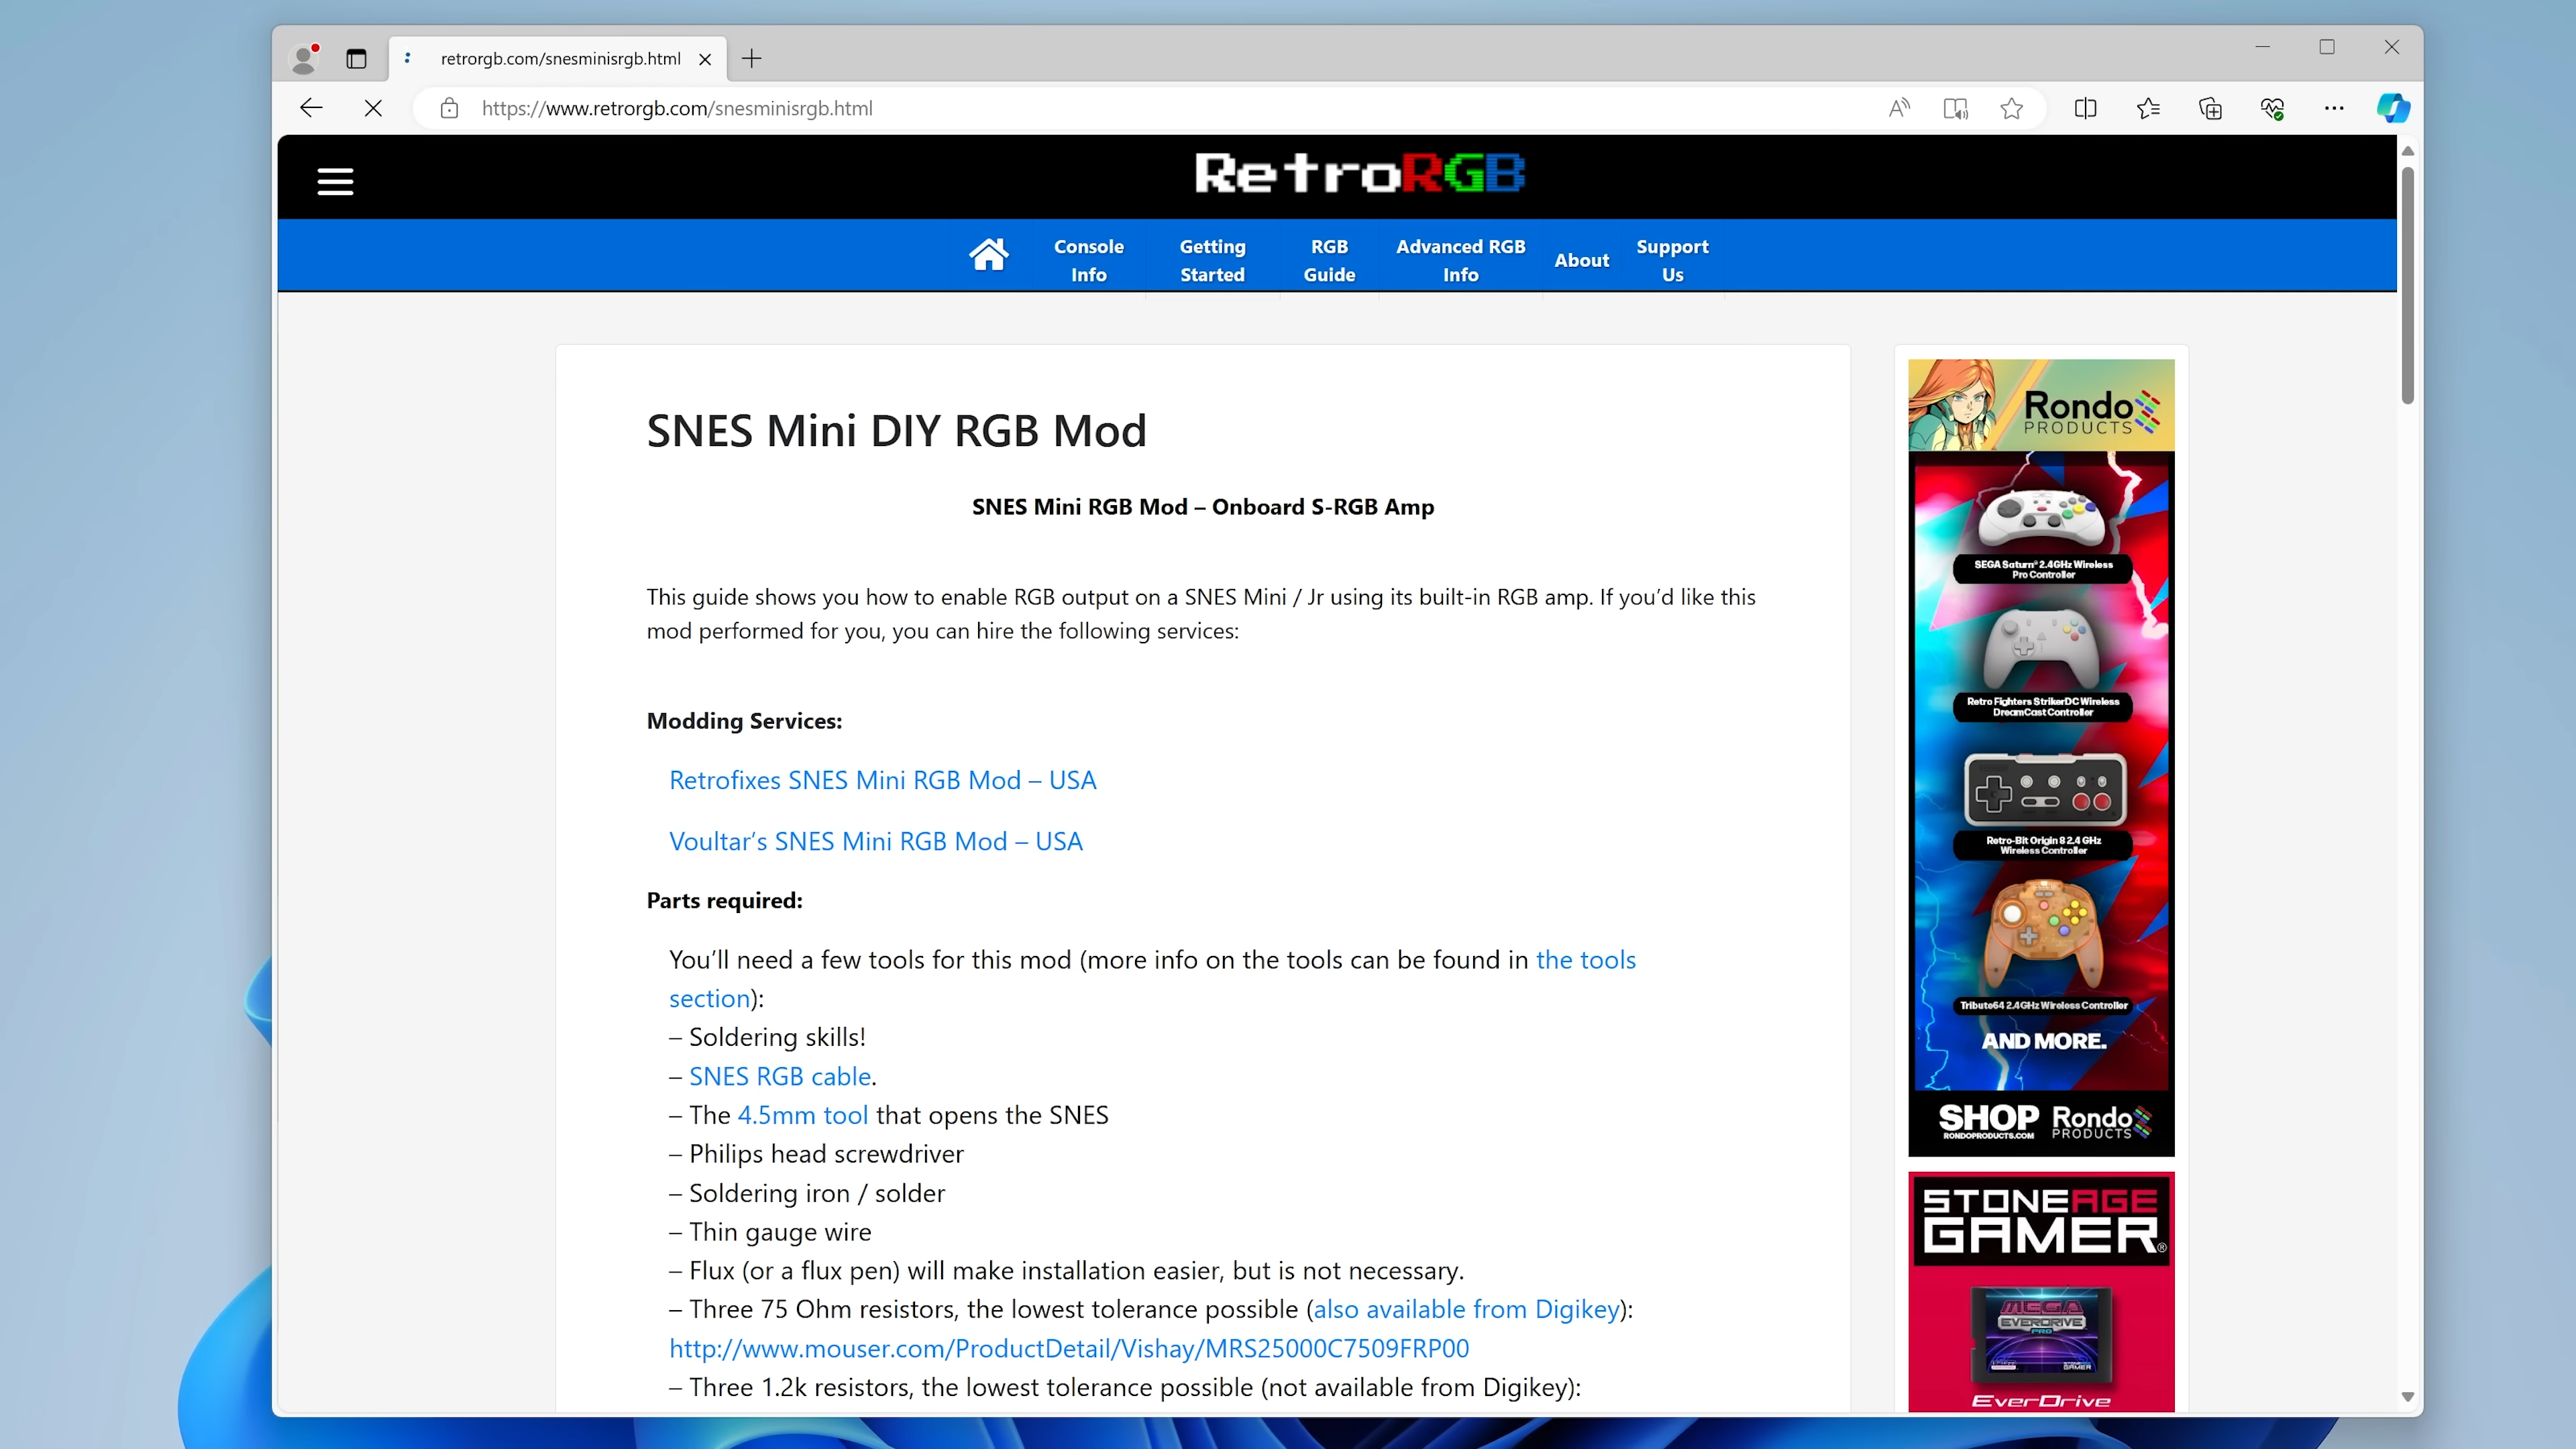 retrorgb.com/snesminisrgb.html
https://www.retrorgb.com/snesminisrgb.html
RetroRGB
Console Info
Getting Started
RGB Guide
Advanced RGB Info
About
Support Us
SNES Mini DIY RGB Mod
SNES Mini RGB Mod – Onboard S-RGB Amp
This guide shows you how to enable RGB output on a SNES Mini / Jr using its built-in RGB amp. If you’d like this
mod performed for you, you can hire the following services:
Modding Services:
Retrofixes SNES Mini RGB Mod – USA
Voultar’s SNES Mini RGB Mod – USA
Parts required:
You’ll need a few tools for this mod (more info on the tools can be found in the tools
section):
– Soldering skills!
– SNES RGB cable.
– The 4.5mm tool that opens the SNES
– Philips head screwdriver
– Soldering iron / solder
– Thin gauge wire
– Flux (or a flux pen) will make installation easier, but is not necessary.
– Three 75 Ohm resistors, the lowest tolerance possible (also available from Digikey):
http://www.mouser.com/ProductDetail/Vishay/MRS25000C7509FRP00
– Three 1.2k resistors, the lowest tolerance possible (not available from Digikey):
Rondo
PRODUCTS
SEGA Saturn® 2.4GHz Wireless
Pro Controller
Retro Fighters StrikerDC Wireless
DreamCast Controller
Retro-Bit Origin 8 2.4 GHz
Wireless Controller
Tribute64 2.4GHz Wireless Controller
AND MORE.
SHOP
RONDOPRODUCTS.COM
Rondo
PRODUCTS
STONEAGE
GAMER®
MEGA
EVERDRIVE
PRO
EverDrive